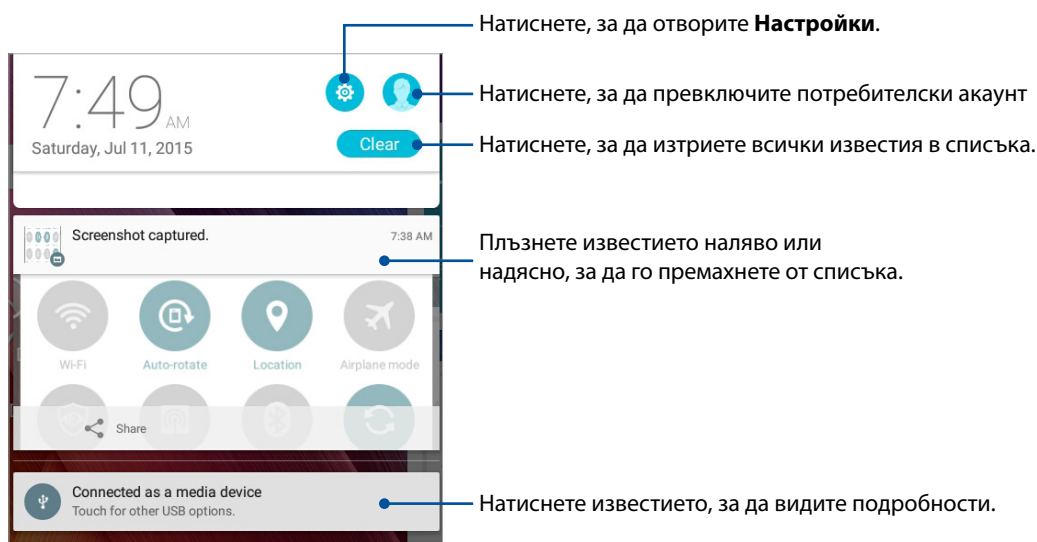 Натиснете, за да отворите Настройки.
7:49 AM
Saturday, Jul 11, 2015
Натиснете, за да превключите потребителски акаунт
Clear
Натиснете, за да изтриете всички известия в списъка.
Screenshot captured.
7:38 AM
Плъзнете известието наляво или
надясно, за да го премахнете от списъка.
Wi-Fi
Auto-rotate
Location
Airplane mode
Share
Connected as a media device
Touch for other USB options.
Натиснете известието, за да видите подробности.